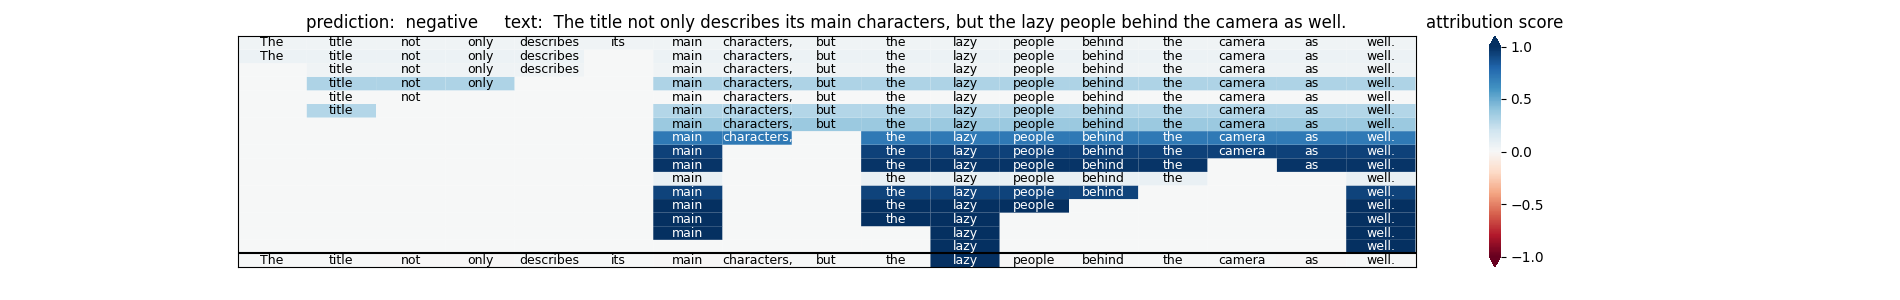 prediction: negative text: The title not only describes its main characters, but the lazy people behind the camera as well. attribution score
The title not only describes its main characters, but the lazy people behind the camera as well. 1.0
The title not only describes main characters, but the lazy people behind the camera as well.
title not only describes main characters, but the lazy people behind the camera as well.
title not only main characters, but the lazy people behind the camera as well.
title not main characters, but the lazy people behind the camera as well. 0.5
title main characters, but the lazy people behind the camera as well.
main characters, but the lazy people behind the camera as well.
main characters, the lazy people behind the camera as well.
main the lazy people behind the camera as well. 0.0
main the lazy people behind the as well.
main the lazy people behind the well.
main the lazy people behind well.
main the lazy people well. −0.5
main the lazy well.
main lazy well.
lazy well.
The title not only describes its main characters, but the lazy people behind the camera as well. −1.0